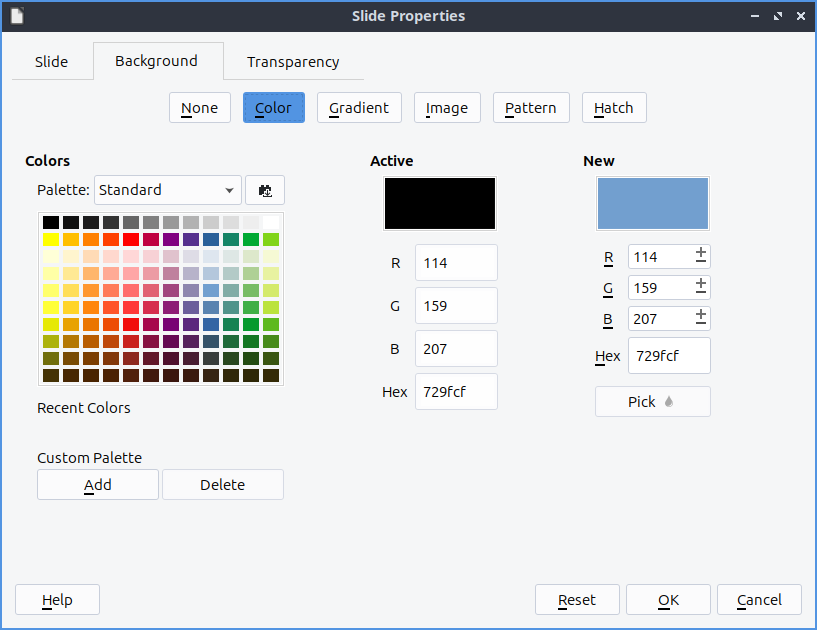 Slide Properties
Slide Background Transparency
None Color Gradient Image Pattern Hatch
Colors Active New
Palette: Standard
R 114 R 114
G 159 G 159
B 207 B 207
Hex 729fcf Hex 729fcf
Pick
Recent Colors
Custom Palette
Add Delete
Help Reset OK Cancel